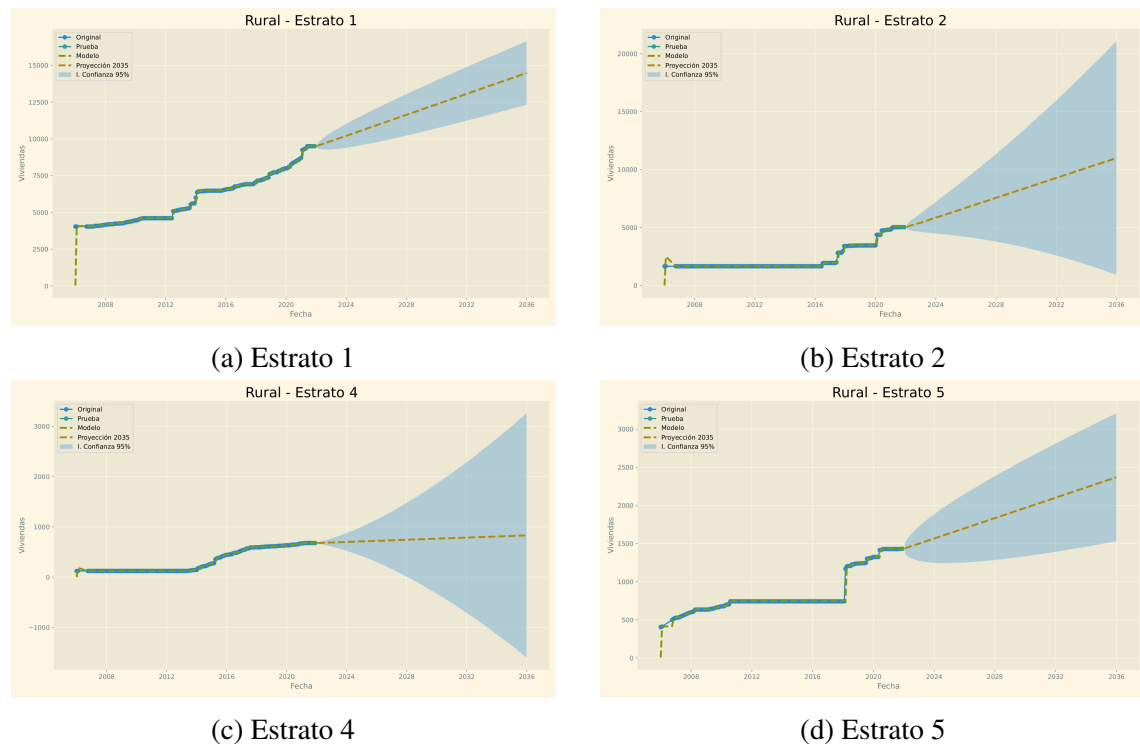 Rural - Estrato 1
Original
Prueba
Modelo
Proyección 2035
I. Confianza 95%
Viviendas
15000
12500
10000
7500
5000
2500
0
2008 2012 2016 2020 2024 2028 2032 2036
Fecha
(a) Estrato 1
Rural - Estrato 2
Original
Prueba
Modelo
Proyección 2035
I. Confianza 95%
Viviendas
20000
15000
10000
5000
0
2008 2012 2016 2020 2024 2028 2032 2036
Fecha
(b) Estrato 2
Rural - Estrato 4
Original
Prueba
Modelo
Proyección 2035
I. Confianza 95%
Viviendas
3000
2000
1000
0
−1000
2008 2012 2016 2020 2024 2028 2032 2036
Fecha
(c) Estrato 4
Rural - Estrato 5
Original
Prueba
Modelo
Proyección 2035
I. Confianza 95%
Viviendas
3000
2500
2000
1500
1000
500
0
2008 2012 2016 2020 2024 2028 2032 2036
Fecha
(d) Estrato 5